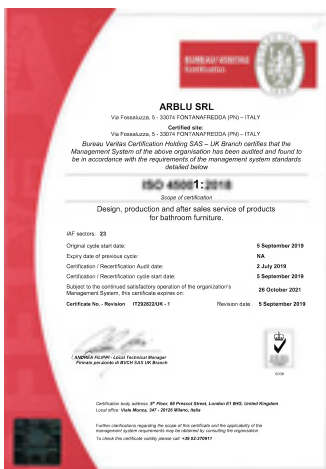 BUREAU VERITAS
Certification
ARBLU SRL
Via Fossaluzza, 5 - 33074 FONTANAFREDDA (PN) – ITALY
Certified site:
Via Fossaluzza, 5 - 33074 FONTANAFREDDA (PN) – ITALY
Bureau Veritas Certification Holding SAS – UK Branch certifies that the
Management System of the above organisation has been audited and found to
be in accordance with the requirements of the management system standards
detailed below
ISO 45001:2018
Scope of certification
Design, production and after sales service of products
for bathroom furniture.
IAF sectors: 23
Original cycle start date: 5 September 2019
Expiry date of previous cycle: NA
Certification / Recertification Audit date: 2 July 2019
Certification / Recertification cycle start date: 5 September 2019
Subject to the continued satisfactory operation of the organization's
Management System, this certificate expires on: 26 October 2021
Certificate No. - Revision IT292822/UK - 1 Revision date: 5 September 2019
ANDREA FILIPPI - Local Technical Manager
Firmato per/conto di BVCH SAS UK Branch
Certification body address: 5th Floor, 66 Prescot Street, London E1 8HG, United Kingdom
Local office: Viale Monza, 347 - 20126 Milano, Italia
Further clarifications regarding the scope of this certificate and the applicability of the
management system requirements may be obtained by consulting the organisation
To check this certificate validity please call: +39 02-270911